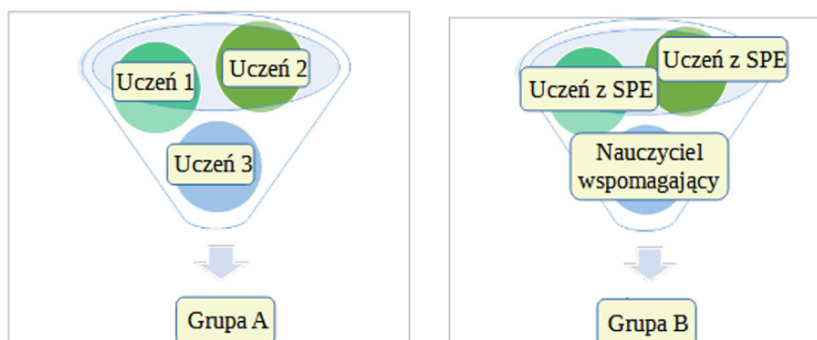 Uczeń 1
Uczeń 2
Uczeń 3
Grupa A
Uczeń z SPE
Uczeń z SPE
Nauczyciel
wspomagający
Grupa B